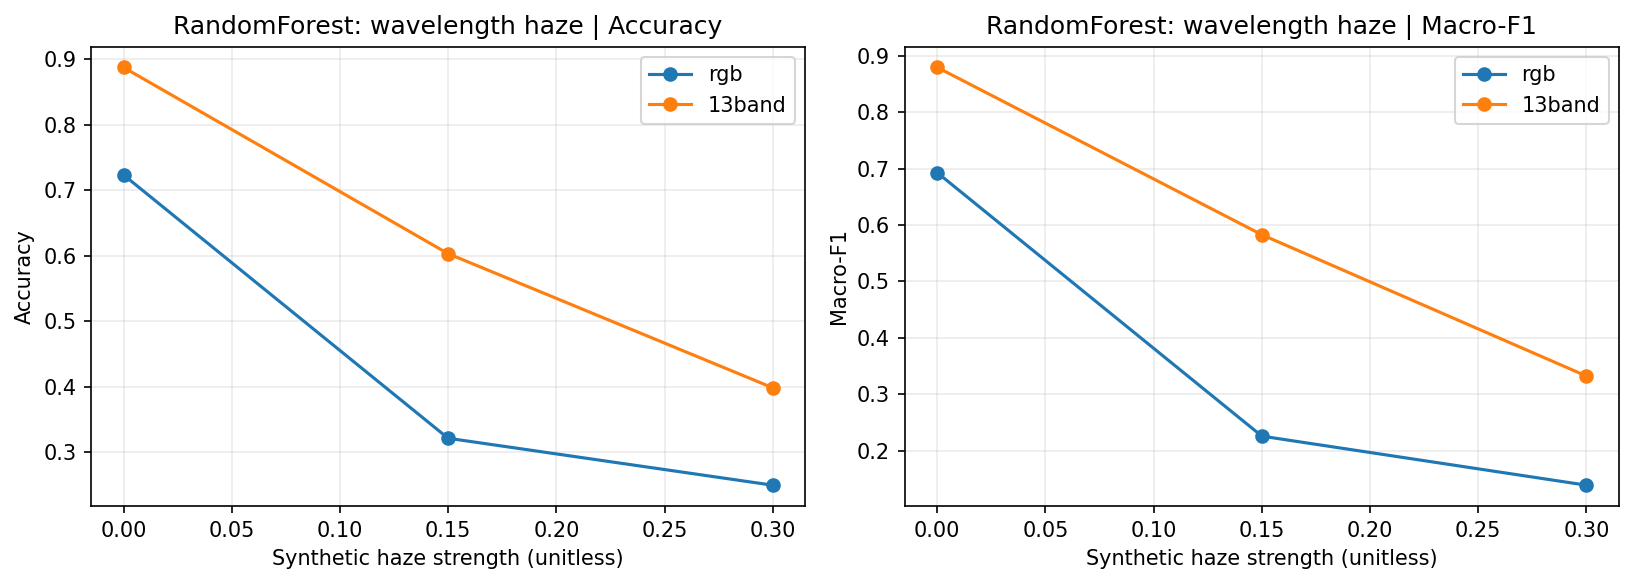 RandomForest: wavelength haze | Accuracy
0.9
0.8
0.7
0.6
0.5
0.4
0.3
Accuracy
rgb
13band
0.00 0.05 0.10 0.15 0.20 0.25 0.30
Synthetic haze strength (unitless)
RandomForest: wavelength haze | Macro-F1
0.9
0.8
0.7
0.6
0.5
0.4
0.3
0.2
Macro-F1
rgb
13band
0.00 0.05 0.10 0.15 0.20 0.25 0.30
Synthetic haze strength (unitless)